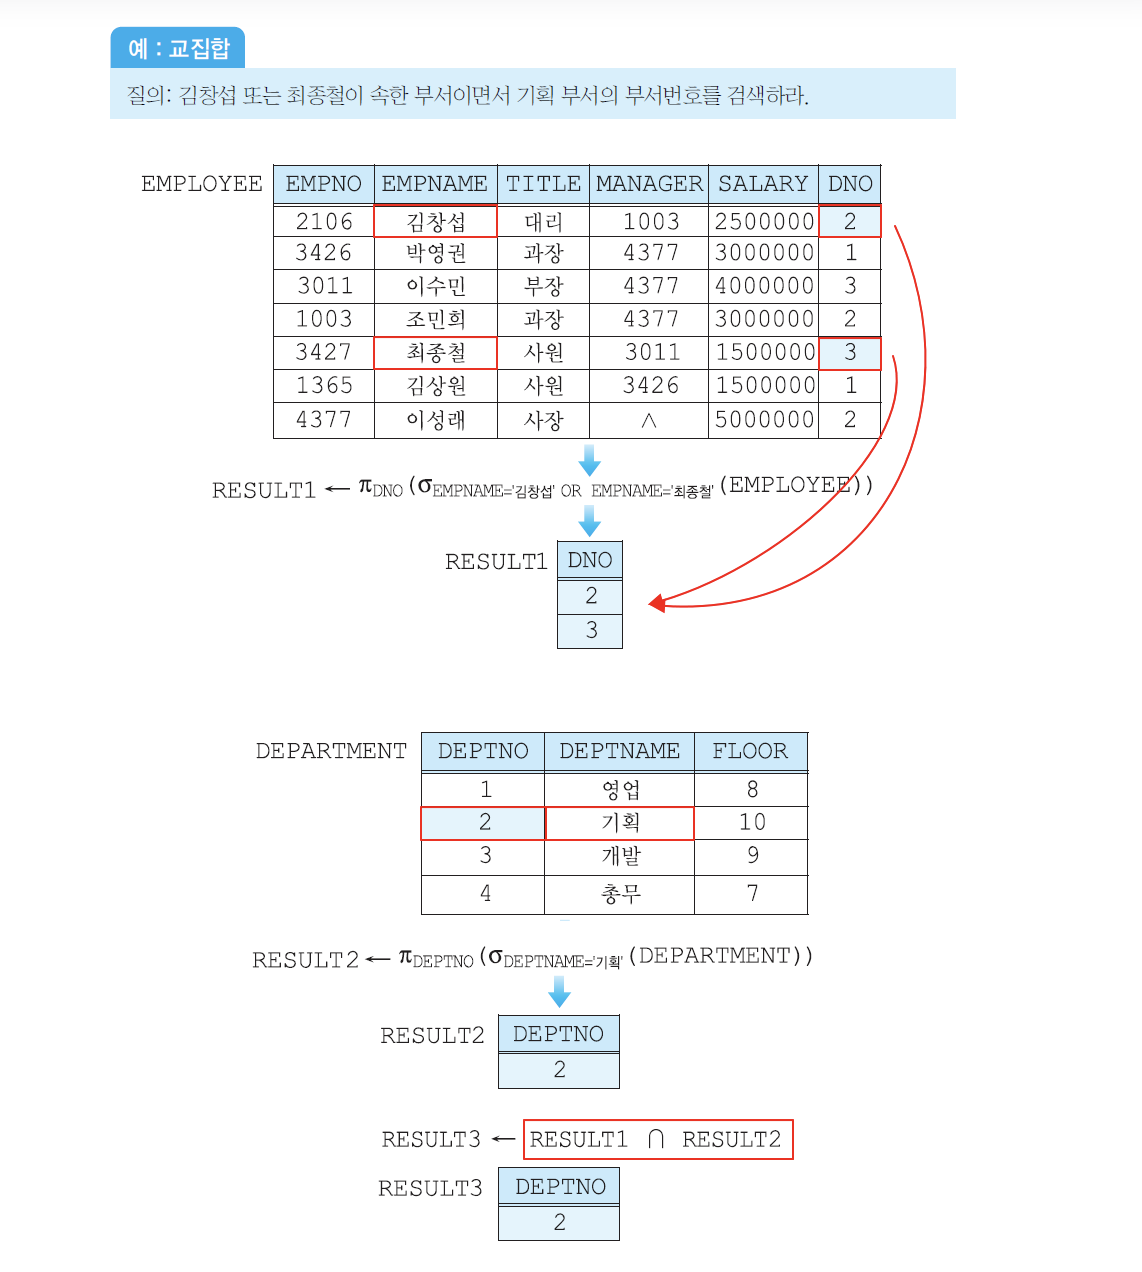 예 : 교집합
질의: 김창섭 또는 최종철이 속한 부서이면서 기획 부서의 부서번호를 검색하라.
EMPLOYEE EMPNO EMPNAME TITLE MANAGER SALARY DNO
2106 김창섭 대리 1003 2500000 2
3426 박영권 과장 4377 3000000 1
3011 이수민 부장 4377 4000000 3
1003 조민희 과장 4377 3000000 2
3427 최종철 사원 3011 1500000 3
1365 김상원 사원 3426 1500000 1
4377 이성래 사장 ∧ 5000000 2
RESULT1 ← πDNO (σEMPNAME='김창섭' OR EMPNAME='최종철' (EMPLOYEE))
RESULT1 DNO
2
3
DEPARTMENT DEPTNO DEPTNAME FLOOR
1 영업 8
2 기획 10
3 개발 9
4 총무 7
RESULT2 ← πDEPTNO (σDEPTNAME='기획' (DEPARTMENT))
RESULT2 DEPTNO
2
RESULT3 ← RESULT1 ∩ RESULT2
RESULT3 DEPTNO
2